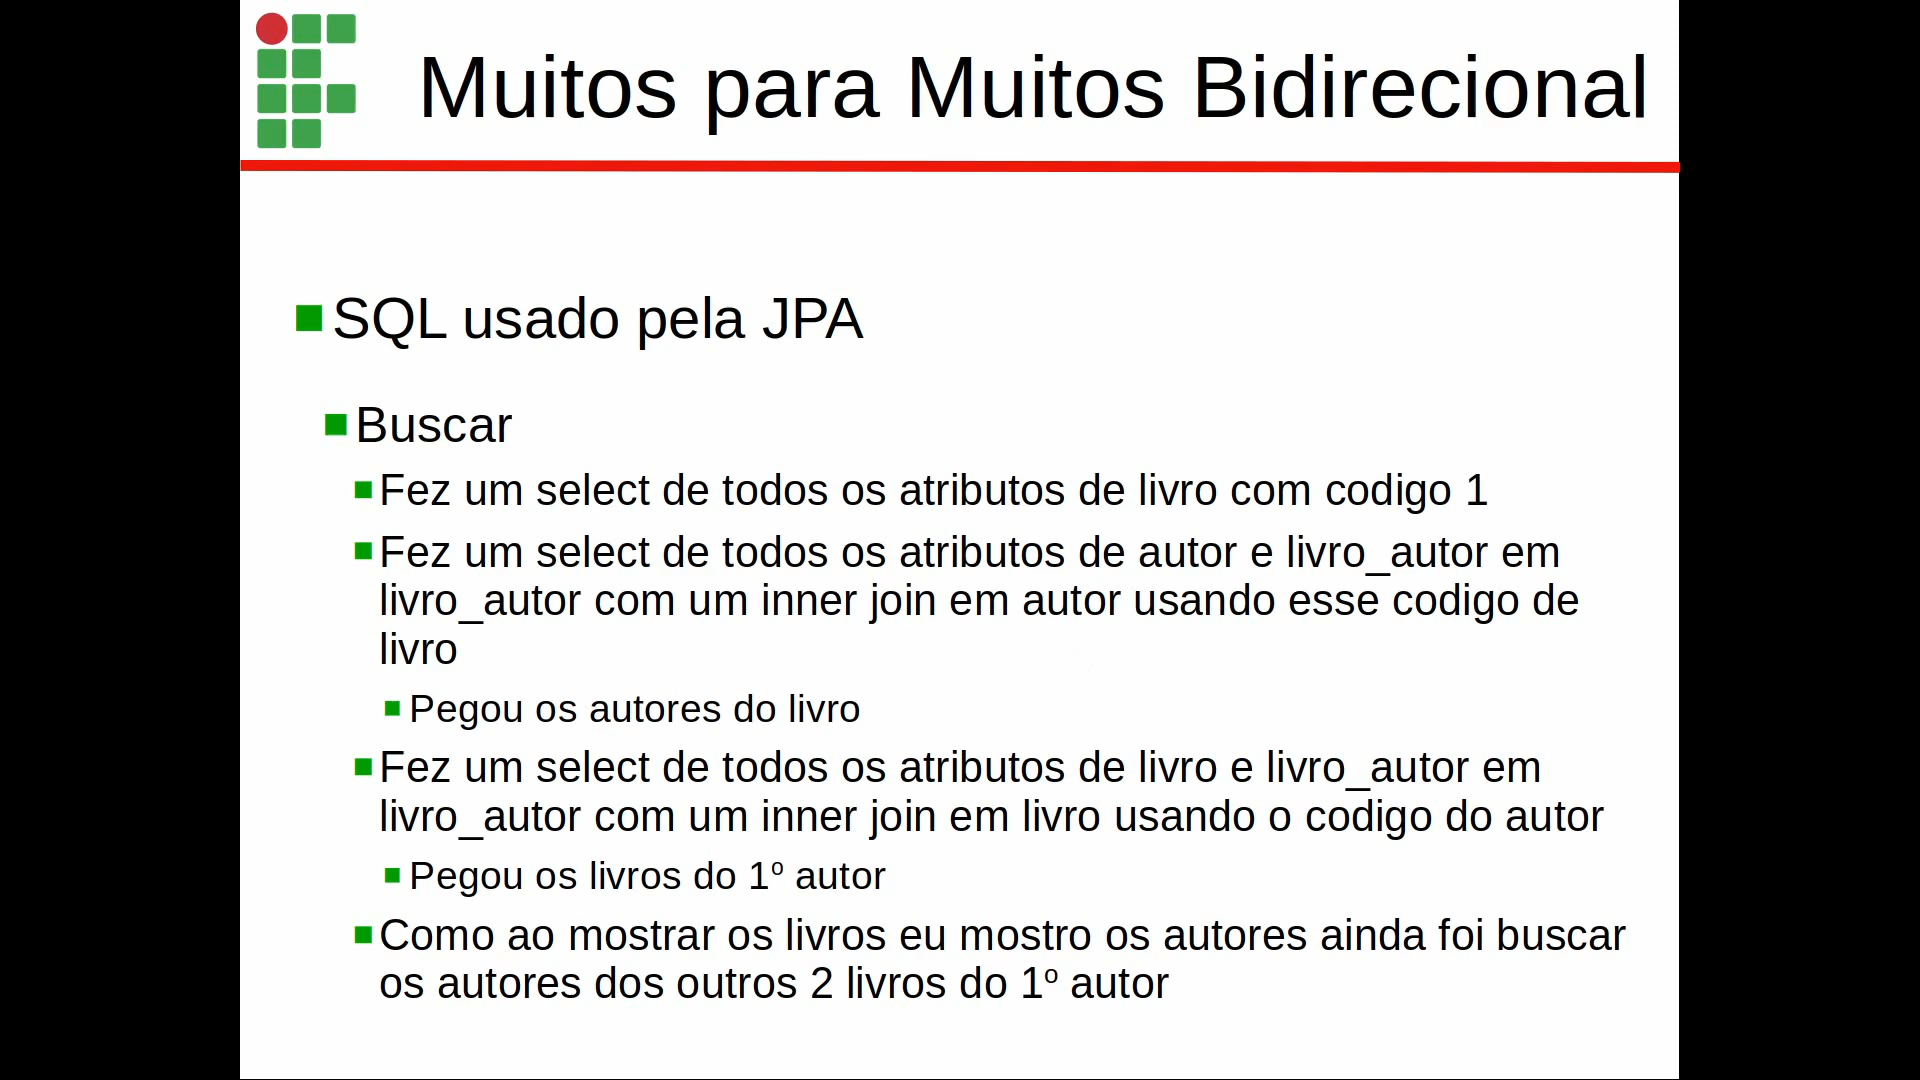 Muitos para Muitos Bidirecional
SQL usado pela JPA
Buscar
Fez um select de todos os atributos de livro com codigo 1
Fez um select de todos os atributos de autor e livro_autor em
livro_autor com um inner join em autor usando esse codigo de
livro
Pegou os autores do livro
Fez um select de todos os atributos de livro e livro_autor em
livro_autor com um inner join em livro usando o codigo do autor
Pegou os livros do 1º autor
Como ao mostrar os livros eu mostro os autores ainda foi buscar
os autores dos outros 2 livros do 1º autor